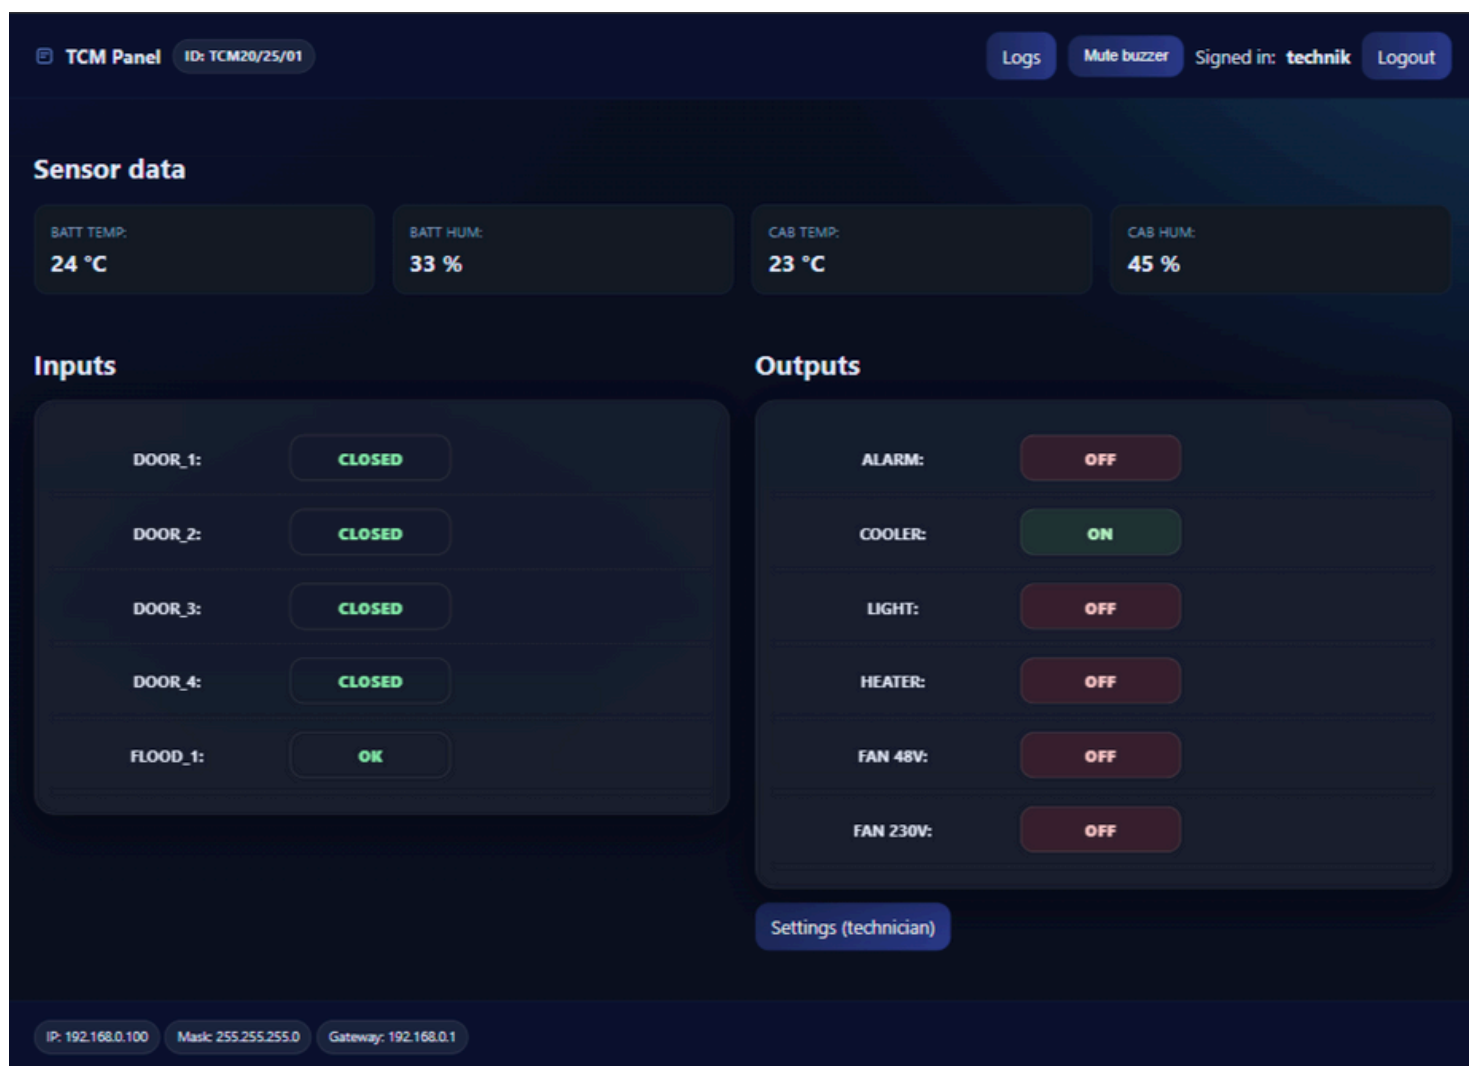 TCM Panel ID: TCM20/25/01 Logs Mute buzzer Signed in: technik Logout
Sensor data
BATT TEMP: BATT HUM: CAB TEMP: CAB HUM:
24 °C 33 % 23 °C 45 %
Inputs
DOOR_1: CLOSED
DOOR_2: CLOSED
DOOR_3: CLOSED
DOOR_4: CLOSED
FLOOD_1: OK
Outputs
ALARM: OFF
COOLER: ON
LIGHT: OFF
HEATER: OFF
FAN 48V: OFF
FAN 230V: OFF
Settings (technician)
IP: 192.168.0.100 Mask: 255.255.255.0 Gateway: 192.168.0.1